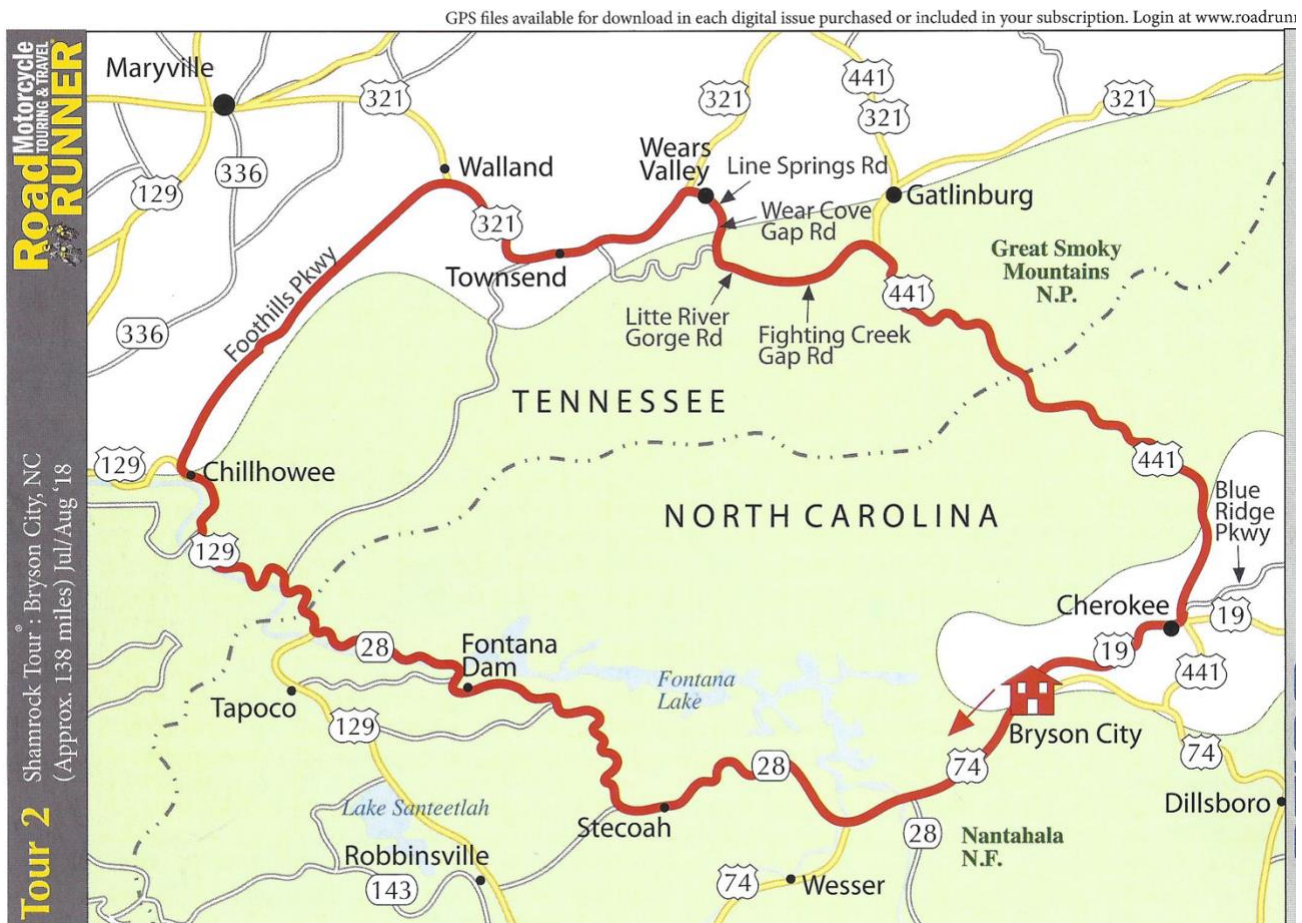 GPS files available for download in each digital issue purchased or included in your subscription. Login at www.roadrunn
Road
RUNNER
Motorcycle
TOURING & TRAVEL
Tour 2
Shamrock Tour® : Bryson City, NC
(Approx. 138 miles) Jul/Aug '18
Maryville
321
441
321
321
321
336
129
Walland
Wears
Valley
Line Springs Rd
Gatlinburg
Wear Cove
Gap Rd
321
Townsend
Great Smoky
Mountains
N.P.
336
Foothills Pkwy
Litte River
Gorge Rd
Fighting Creek
Gap Rd
441
TENNESSEE
129
Chillhowee
441
Blue
Ridge
Pkwy
NORTH CAROLINA
129
Cherokee
19
28
Fontana
Dam
19
441
Fontana
Lake
Tapoco
129
Bryson City
74
28
74
Dillsboro
Lake Santeetlah
Stecoah
28
Nantahala
N.F.
Robbinsville
143
74
Wesser